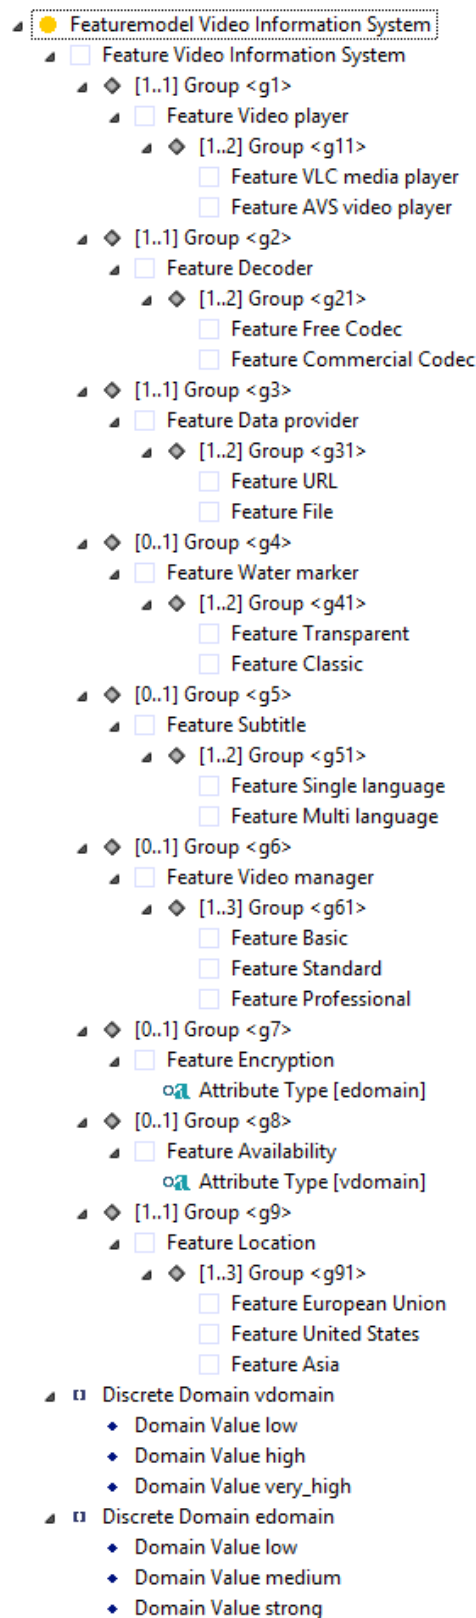 Featuremodel Video Information System
Feature Video Information System
[1..1] Group <g1>
Feature Video player
[1..2] Group <g11>
Feature VLC media player
Feature AVS video player
[1..1] Group <g2>
Feature Decoder
[1..2] Group <g21>
Feature Free Codec
Feature Commercial Codec
[1..1] Group <g3>
Feature Data provider
[1..2] Group <g31>
Feature URL
Feature File
[0..1] Group <g4>
Feature Water marker
[1..2] Group <g41>
Feature Transparent
Feature Classic
[0..1] Group <g5>
Feature Subtitle
[1..2] Group <g51>
Feature Single language
Feature Multi language
[0..1] Group <g6>
Feature Video manager
[1..3] Group <g61>
Feature Basic
Feature Standard
Feature Professional
[0..1] Group <g7>
Feature Encryption
Attribute Type [edomain]
[0..1] Group <g8>
Feature Availability
Attribute Type [vdomain]
[1..1] Group <g9>
Feature Location
[1..3] Group <g91>
Feature European Union
Feature United States
Feature Asia
Discrete Domain vdomain
Domain Value low
Domain Value high
Domain Value very_high
Discrete Domain edomain
Domain Value low
Domain Value medium
Domain Value strong